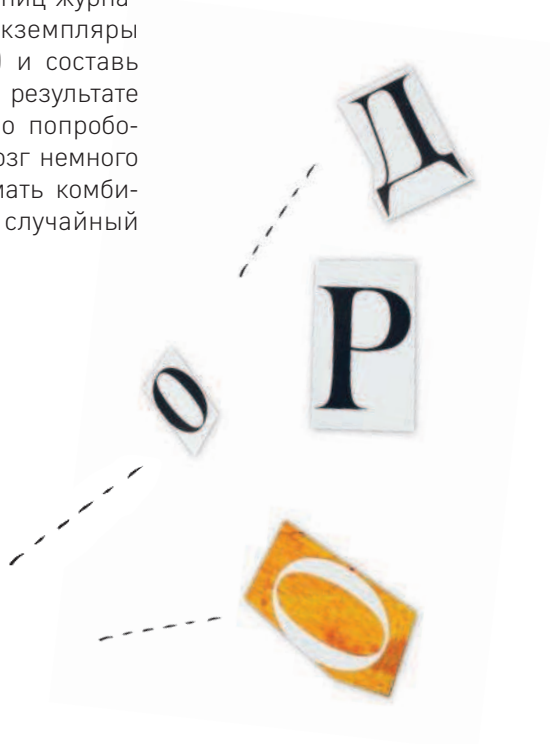 ниц журна-
кземпляры
) и составь
результате
о попробо-
озг немного
мать комби-
случайный
Д
Р
О
О